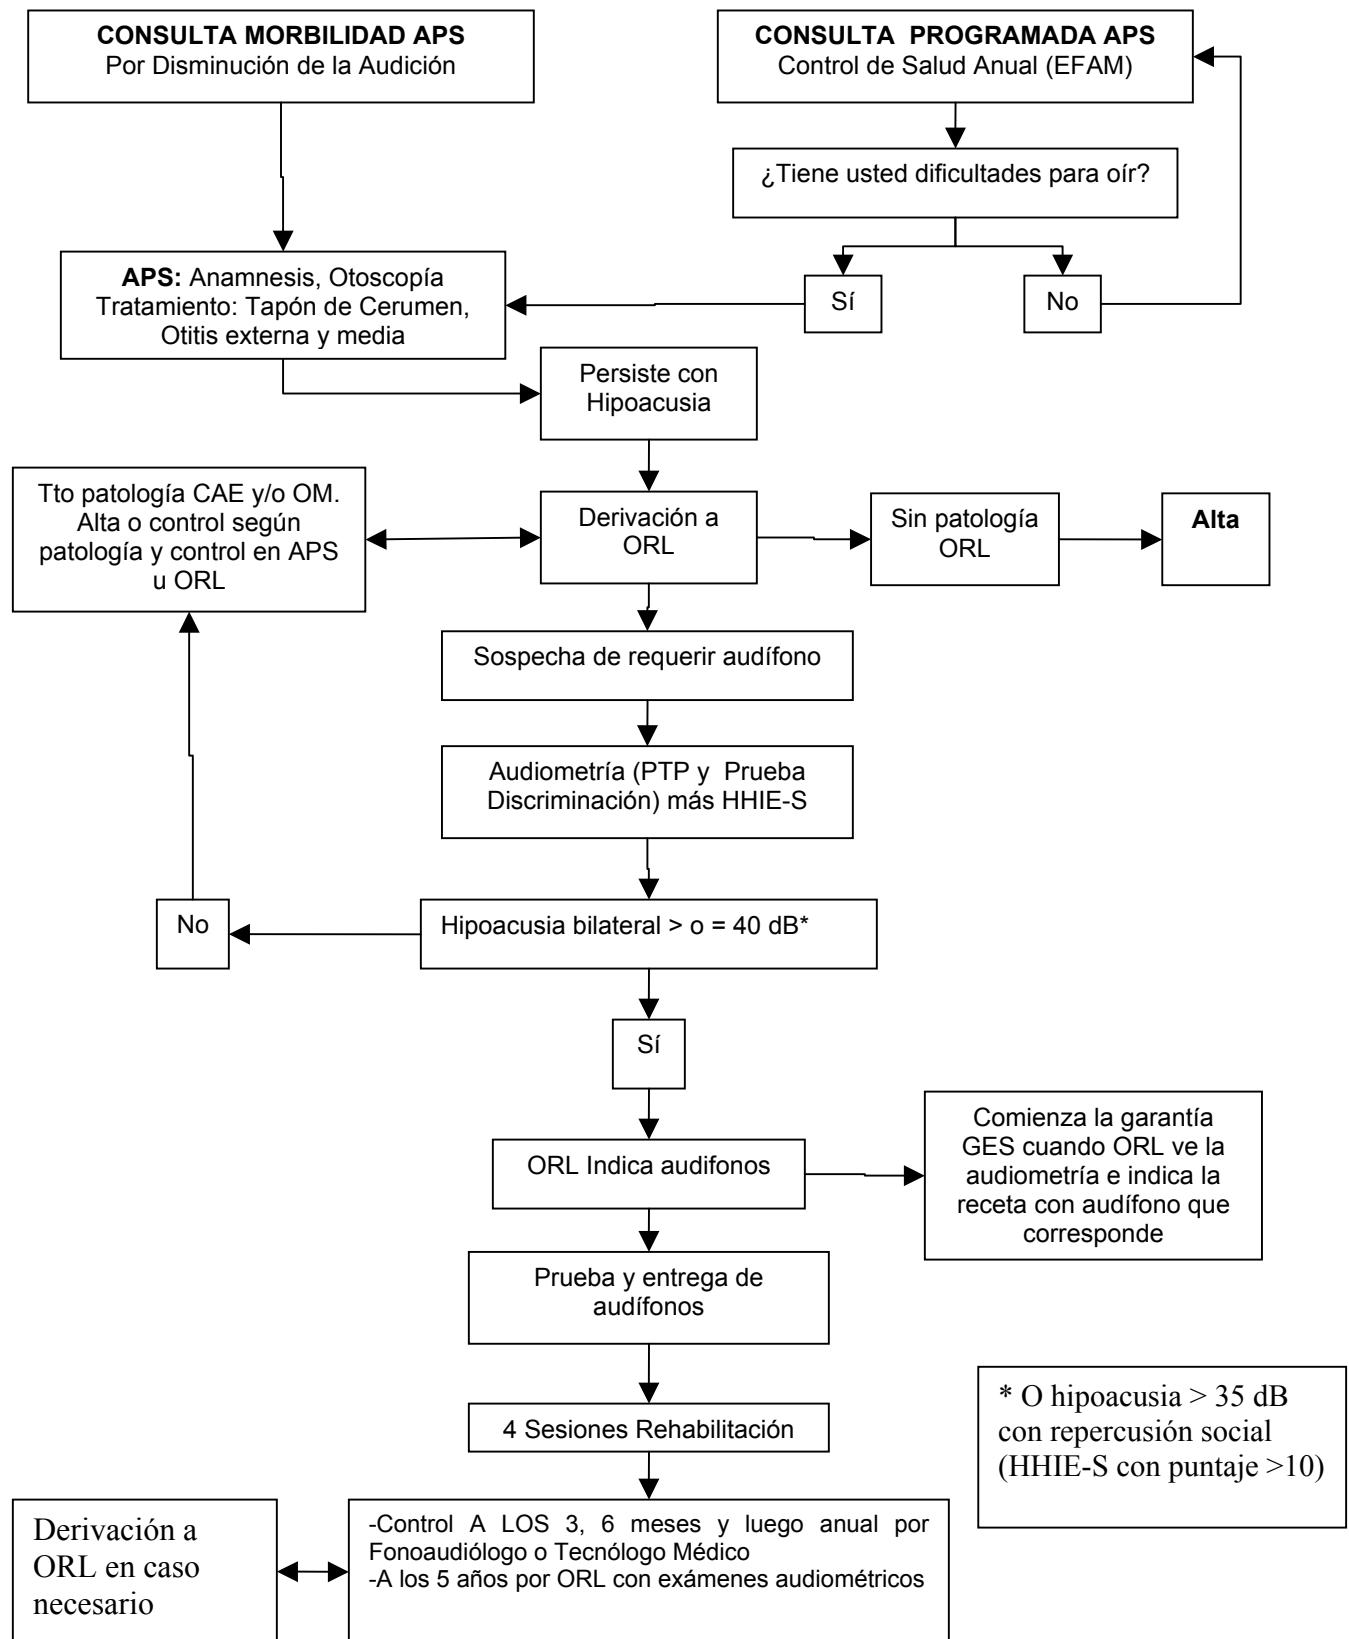 CONSULTA MORBILIDAD APS
Por Disminución de la Audición
CONSULTA PROGRAMADA APS
Control de Salud Anual (EFAM)
¿Tiene usted dificultades para oír?
APS: Anamnesis, Otoscopía
Tratamiento: Tapón de Cerumen,
Otitis externa y media
Sí
No
Persiste con
Hipoacusia
Tto patología CAE y/o OM.
Alta o control según
patología y control en APS
u ORL
Derivación a
ORL
Sin patología
ORL
Alta
Sospecha de requerir audífono
Audiometría (PTP y Prueba
Discriminación) más HHIE-S
No
Hipoacusia bilateral > o = 40 dB*
Sí
ORL Indica audifonos
Comienza la garantía
GES cuando ORL ve la
audiometría e indica la
receta con audífono que
corresponde
Prueba y entrega de
audífonos
4 Sesiones Rehabilitación
* O hipoacusia > 35 dB
con repercusión social
(HHIE-S con puntaje >10)
Derivación a
ORL en caso
necesario
-Control A LOS 3, 6 meses y luego anual por
Fonoaudiólogo o Tecnólogo Médico
-A los 5 años por ORL con exámenes audiométricos